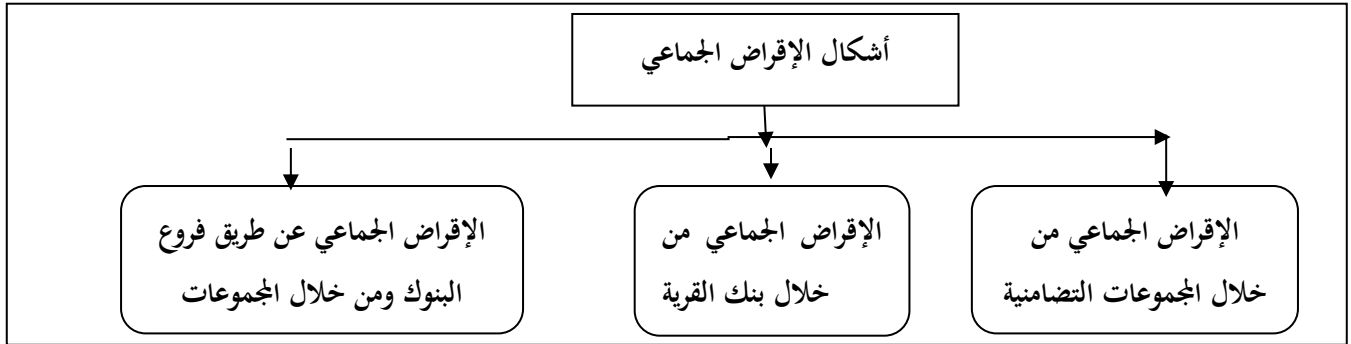 أشكال الإقراض الجماعي
الإقراض الجماعي من
خلال المجموعات التضامنية
الإقراض الجماعي من
خلال بنك القرية
الإقراض الجماعي عن طريق فروع
البنوك ومن خلال المجموعات